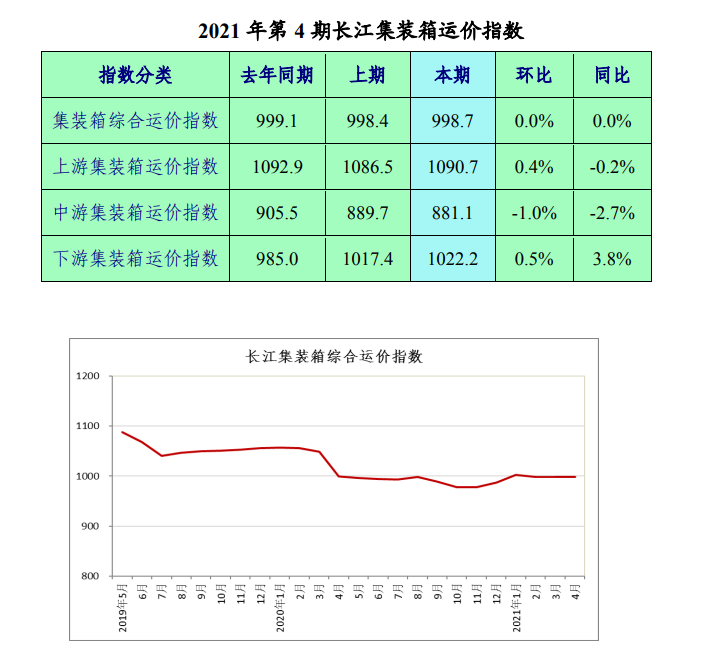 2021 年第 4 期长江集装箱运价指数
指数分类 去年同期 上期 本期 环比 同比
集装箱综合运价指数 999.1 998.4 998.7 0.0% 0.0%
上游集装箱运价指数 1092.9 1086.5 1090.7 0.4% -0.2%
中游集装箱运价指数 905.5 889.7 881.1 -1.0% -2.7%
下游集装箱运价指数 985.0 1017.4 1022.2 0.5% 3.8%
长江集装箱综合运价指数
1200
1100
1000
900
800
2019年5月 6月 7月 8月 9月 10月 11月 12月 2020年1月 2月 3月 4月 5月 6月 7月 8月 9月 10月 11月 12月 2021年1月 2月 3月 4月